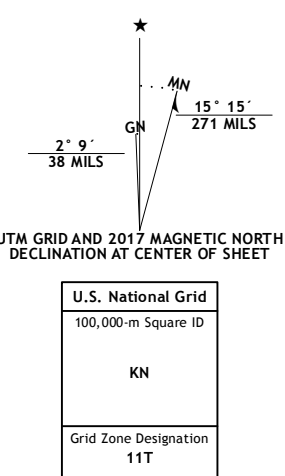 ★
MN
GN
15° 15´
271 MILS
2° 9´
38 MILS
UTM GRID AND 2017 MAGNETIC NORTH
DECLINATION AT CENTER OF SHEET
U.S. National Grid
100,000-m Square ID
KN
Grid Zone Designation
11T